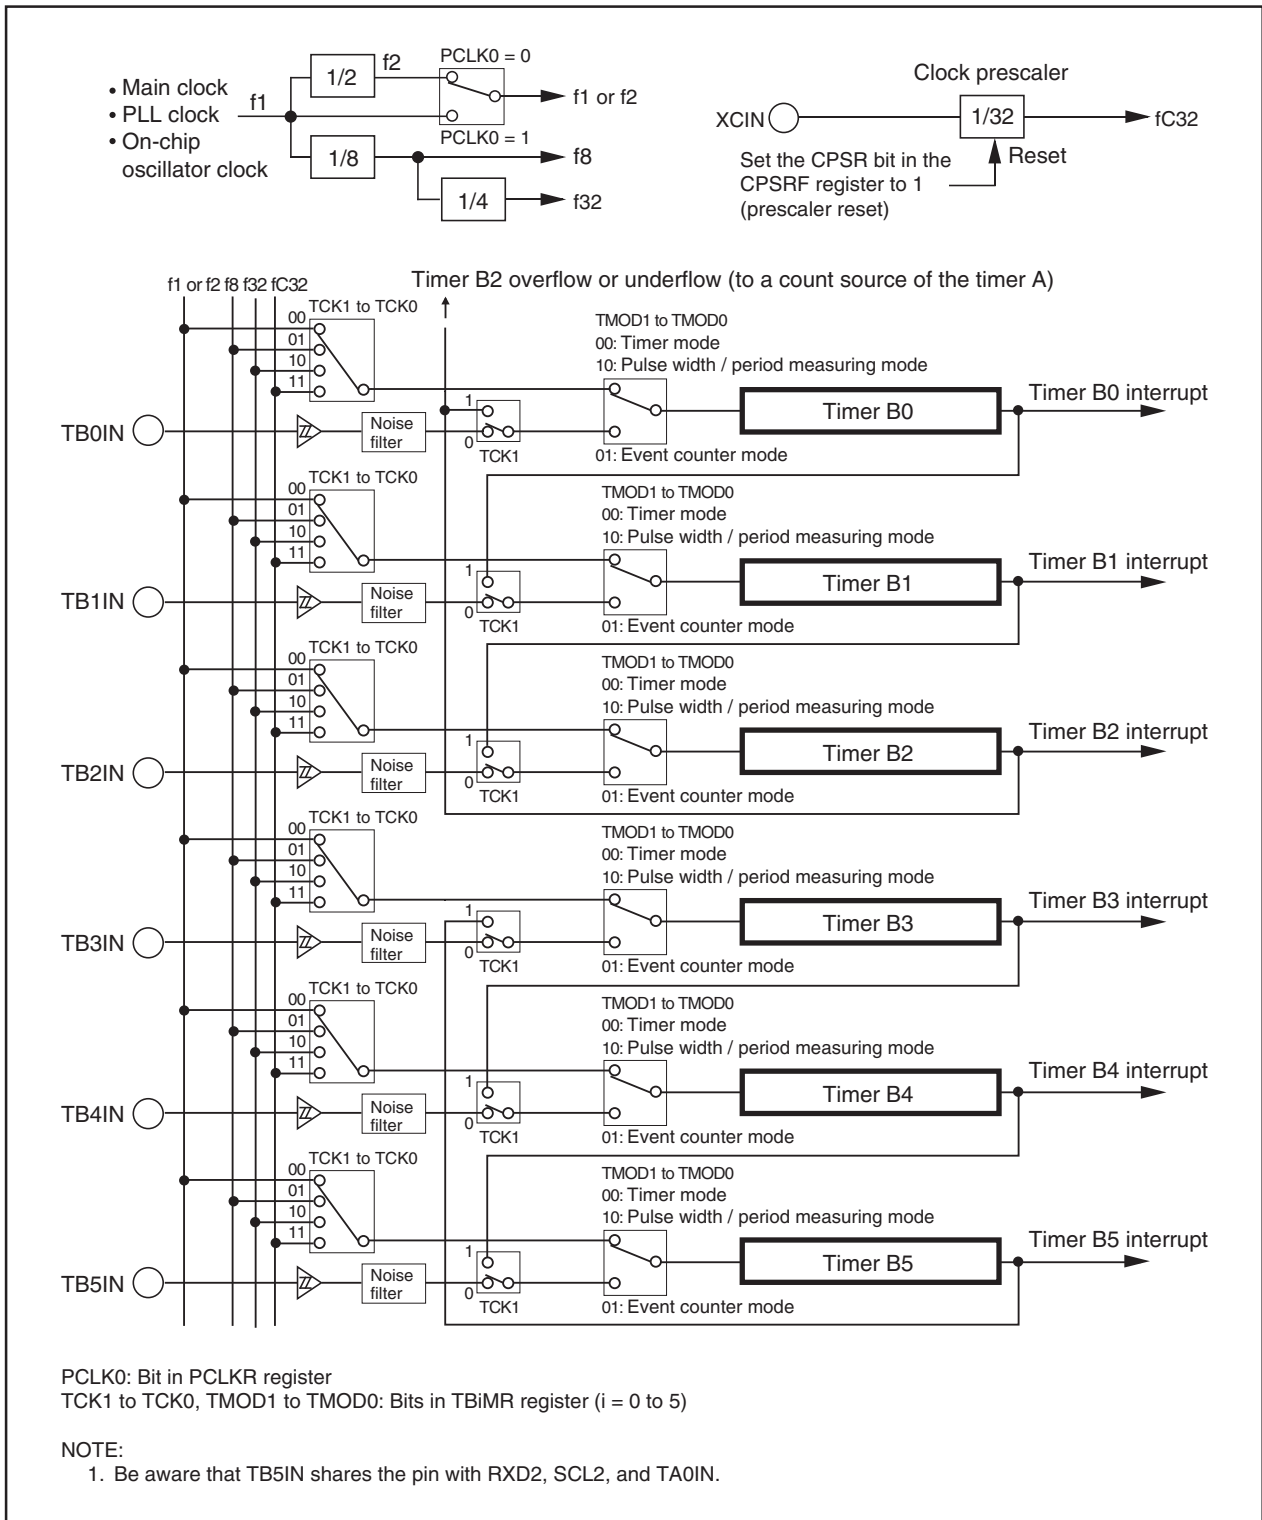 • Main clock
• PLL clock
• On-chip
oscillator clock
f1
1/2
f2
PCLK0 = 0
f1 or f2
PCLK0 = 1
1/8
f8
1/4
f32
Clock prescaler
XCIN
1/32
fC32
Set the CPSR bit in the
CPSRF register to 1
(prescaler reset)
Reset
f1 or f2 f8 f32 fC32
Timer B2 overflow or underflow (to a count source of the timer A)
TCK1 to TCK0
00
01
10
11
TMOD1 to TMOD0
00: Timer mode
10: Pulse width / period measuring mode
TB0IN
Noise
filter
1
0
TCK1
01: Event counter mode
Timer B0
Timer B0 interrupt
TCK1 to TCK0
00
01
10
11
TMOD1 to TMOD0
00: Timer mode
10: Pulse width / period measuring mode
TB1IN
Noise
filter
1
0
TCK1
01: Event counter mode
Timer B1
Timer B1 interrupt
TCK1 to TCK0
00
01
10
11
TMOD1 to TMOD0
00: Timer mode
10: Pulse width / period measuring mode
TB2IN
Noise
filter
1
0
TCK1
01: Event counter mode
Timer B2
Timer B2 interrupt
TCK1 to TCK0
00
01
10
11
TMOD1 to TMOD0
00: Timer mode
10: Pulse width / period measuring mode
TB3IN
Noise
filter
1
0
TCK1
01: Event counter mode
Timer B3
Timer B3 interrupt
TCK1 to TCK0
00
01
10
11
TMOD1 to TMOD0
00: Timer mode
10: Pulse width / period measuring mode
TB4IN
Noise
filter
1
0
TCK1
01: Event counter mode
Timer B4
Timer B4 interrupt
TCK1 to TCK0
00
01
10
11
TMOD1 to TMOD0
00: Timer mode
10: Pulse width / period measuring mode
TB5IN
Noise
filter
1
0
TCK1
01: Event counter mode
Timer B5
Timer B5 interrupt
PCLK0: Bit in PCLKR register
TCK1 to TCK0, TMOD1 to TMOD0: Bits in TBiMR register (i = 0 to 5)
NOTE:
1. Be aware that TB5IN shares the pin with RXD2, SCL2, and TA0IN.